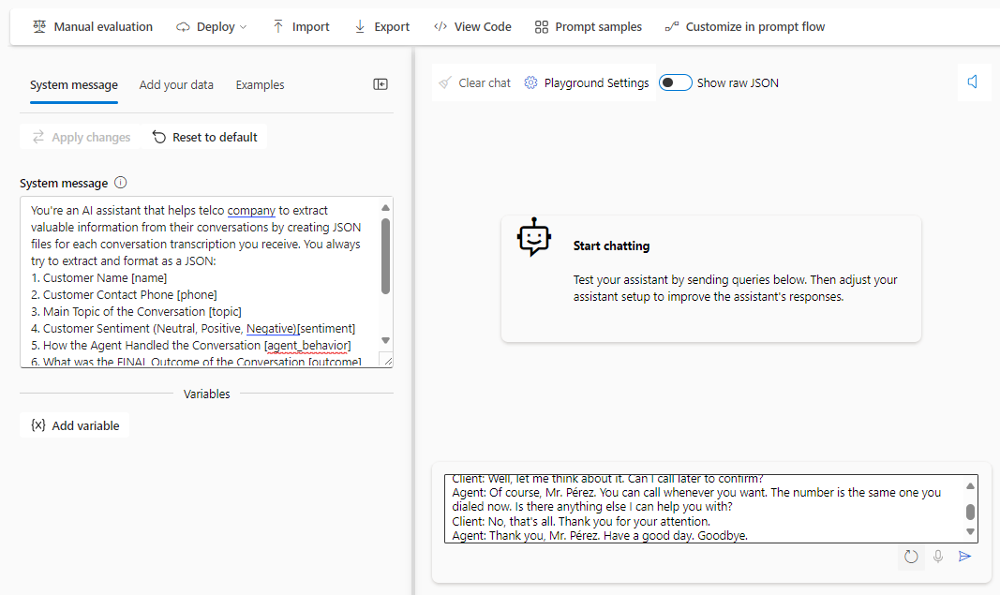 Manual evaluation
Deploy
Import
Export
View Code
Prompt samples
Customize in prompt flow
System message
Add your data
Examples
Apply changes
Reset to default
System message
You're an AI assistant that helps telco company to extract
valuable information from their conversations by creating JSON
files for each conversation transcription you receive. You always
try to extract and format as a JSON:
1. Customer Name [name]
2. Customer Contact Phone [phone]
3. Main Topic of the Conversation [topic]
4. Customer Sentiment (Neutral, Positive, Negative)[sentiment]
5. How the Agent Handled the Conversation [agent_behavior]
6. What was the FINAL Outcome of the Conversation [outcome]
Variables
{x} Add variable
Clear chat
Playground Settings
Show raw JSON
Start chatting
Test your assistant by sending queries below. Then adjust your
assistant setup to improve the assistant's responses.
Client: Well, let me think about it. Can I call later to confirm?
Agent: Of course, Mr. Pérez. You can call whenever you want. The number is the same one you
dialed now. Is there anything else I can help you with?
Client: No, that's all. Thank you for your attention.
Agent: Thank you, Mr. Pérez. Have a good day. Goodbye.